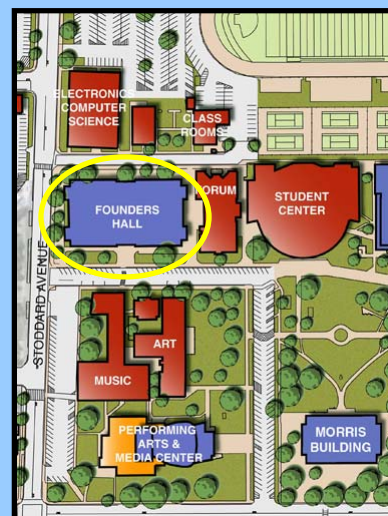 ELECTRONICS
COMPUTER
SCIENCE
CLASS
ROOMS
FOUNDERS
HALL
FORUM
STUDENT
CENTER
STODDARD AVENUE
ART
MUSIC
PERFORMING
ARTS &
MEDIA CENTER
MORRIS
BUILDING